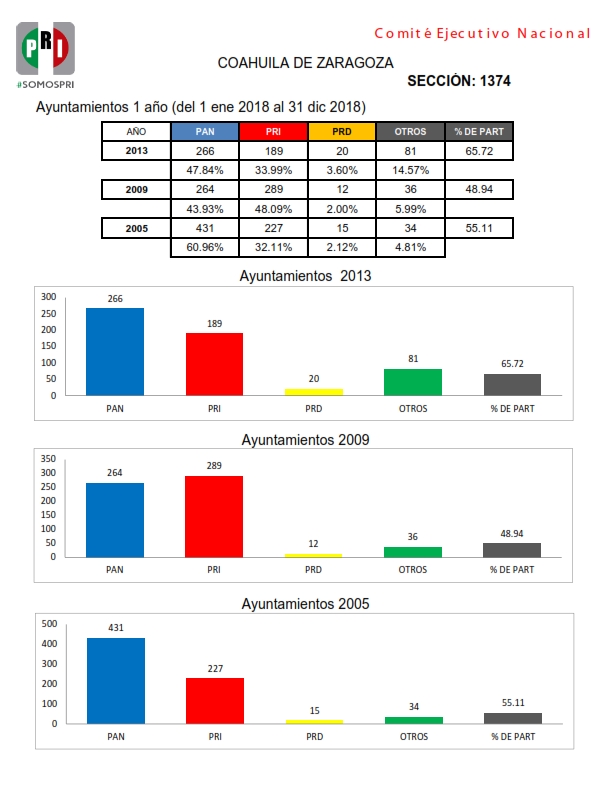 Comité Ejecutivo Nacional
PRI
#SOMOSPRI
COAHUILA DE ZARAGOZA
SECCIÓN: 1374
Ayuntamientos 1 año (del 1 ene 2018 al 31 dic 2018)
AÑO PAN PRI PRD OTROS % DE PART
2013 266 189 20 81 65.72
47.84% 33.99% 3.60% 14.57%
2009 264 289 12 36 48.94
43.93% 48.09% 2.00% 5.99%
2005 431 227 15 34 55.11
60.96% 32.11% 2.12% 4.81%
Ayuntamientos 2013
300
250
200
150
100
50
0
266 189 20 81 65.72
PAN PRI PRD OTROS % DE PART
Ayuntamientos 2009
350
300
250
200
150
100
50
0
264 289 12 36 48.94
PAN PRI PRD OTROS % DE PART
Ayuntamientos 2005
500
400
300
200
100
0
431 227 15 34 55.11
PAN PRI PRD OTROS % DE PART